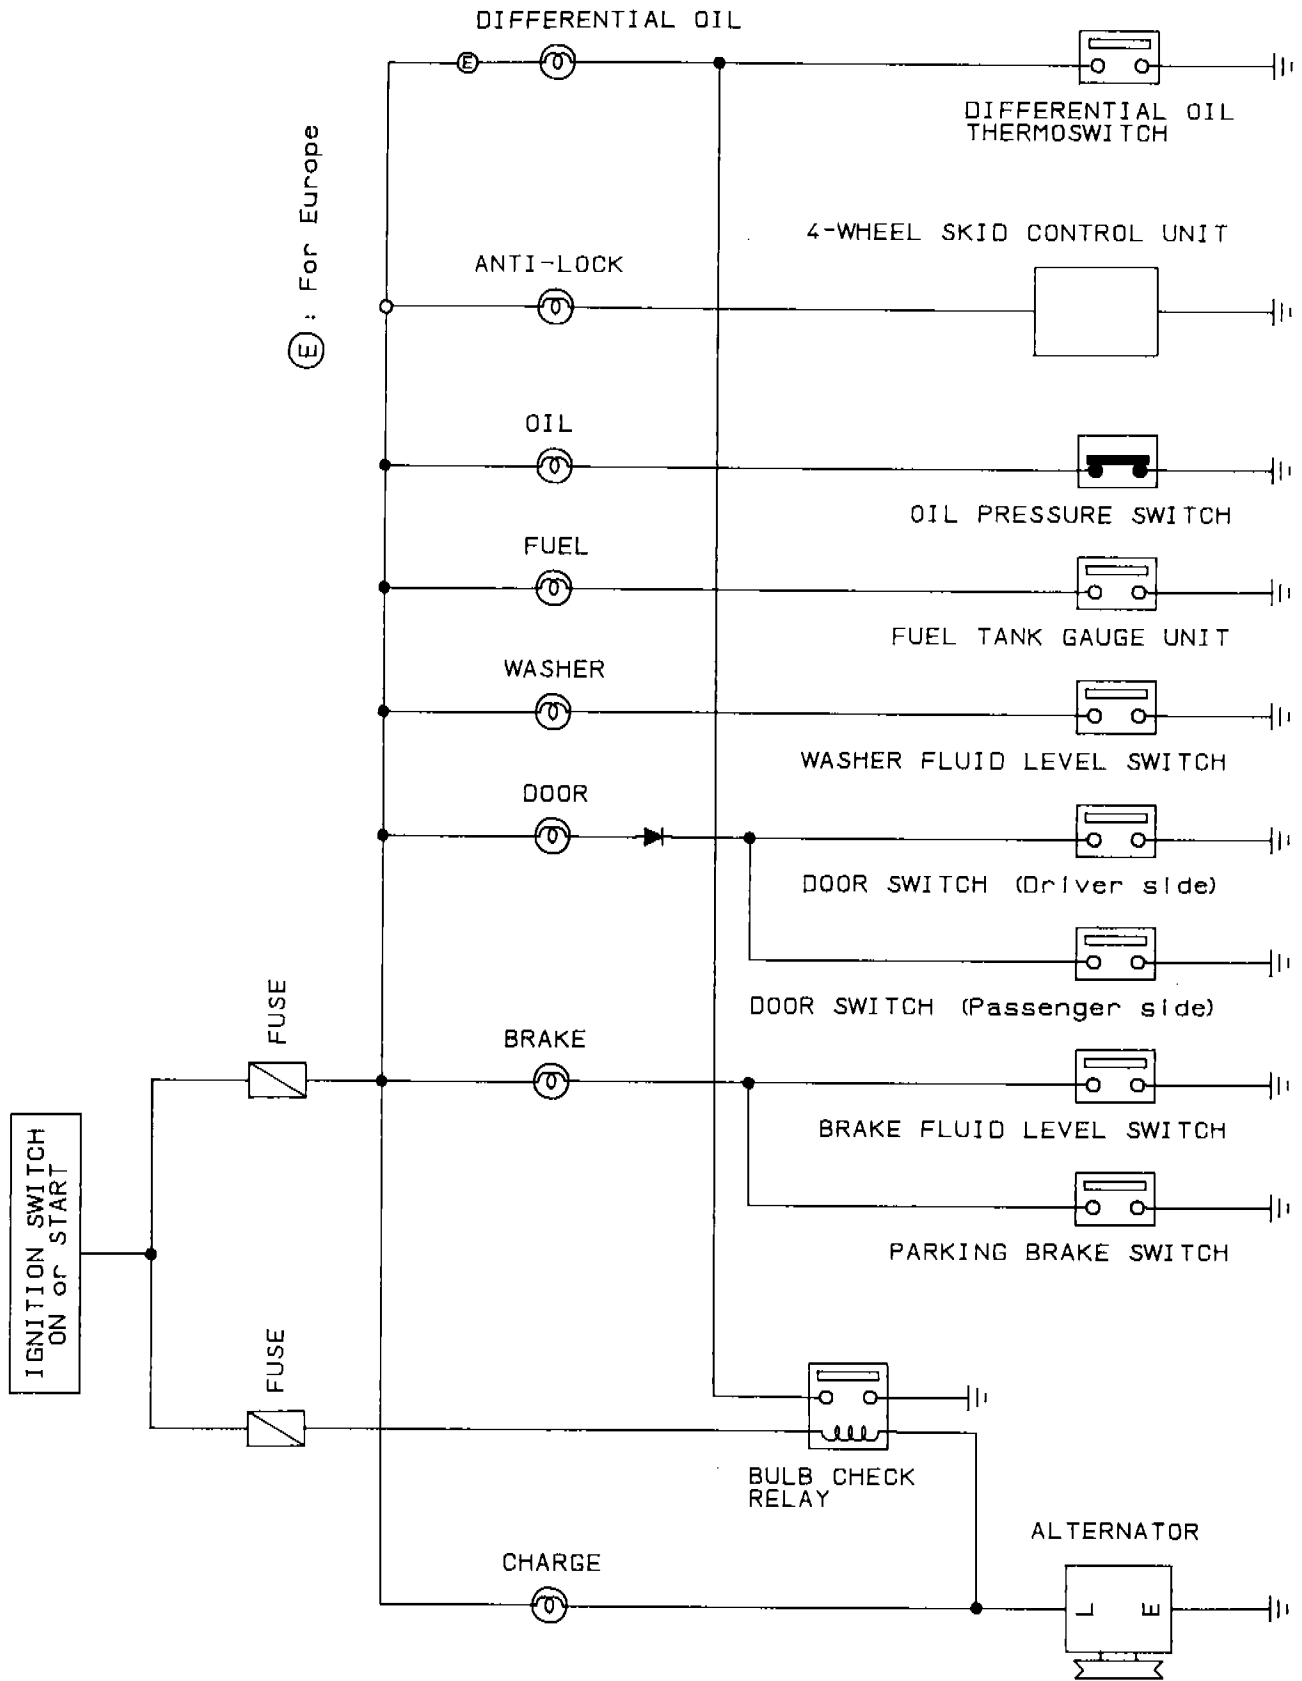 DIFFERENTIAL OIL
E
DIFFERENTIAL OIL
THERMOSWITCH
E : For Europe
4-WHEEL SKID CONTROL UNIT
ANTI-LOCK
OIL
OIL PRESSURE SWITCH
FUEL
FUEL TANK GAUGE UNIT
WASHER
WASHER FLUID LEVEL SWITCH
DOOR
DOOR SWITCH (Driver side)
DOOR SWITCH (Passenger side)
FUSE
BRAKE
BRAKE FLUID LEVEL SWITCH
IGNITION SWITCH
ON or START
PARKING BRAKE SWITCH
FUSE
BULB CHECK
RELAY
ALTERNATOR
CHARGE
L E